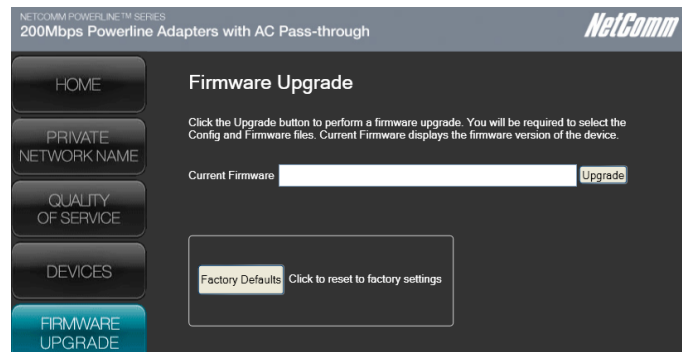 NETCOMM POWERLINE™ SERIES
200Mbps Powerline Adapters with AC Pass-through
NetComm
HOME
PRIVATE
NETWORK NAME
QUALITY
OF SERVICE
DEVICES
FIRMWARE
UPGRADE
Firmware Upgrade
Click the Upgrade button to perform a firmware upgrade. You will be required to select the
Config and Firmware files. Current Firmware displays the firmware version of the device.
Current Firmware
Upgrade
Factory Defaults Click to reset to factory settings